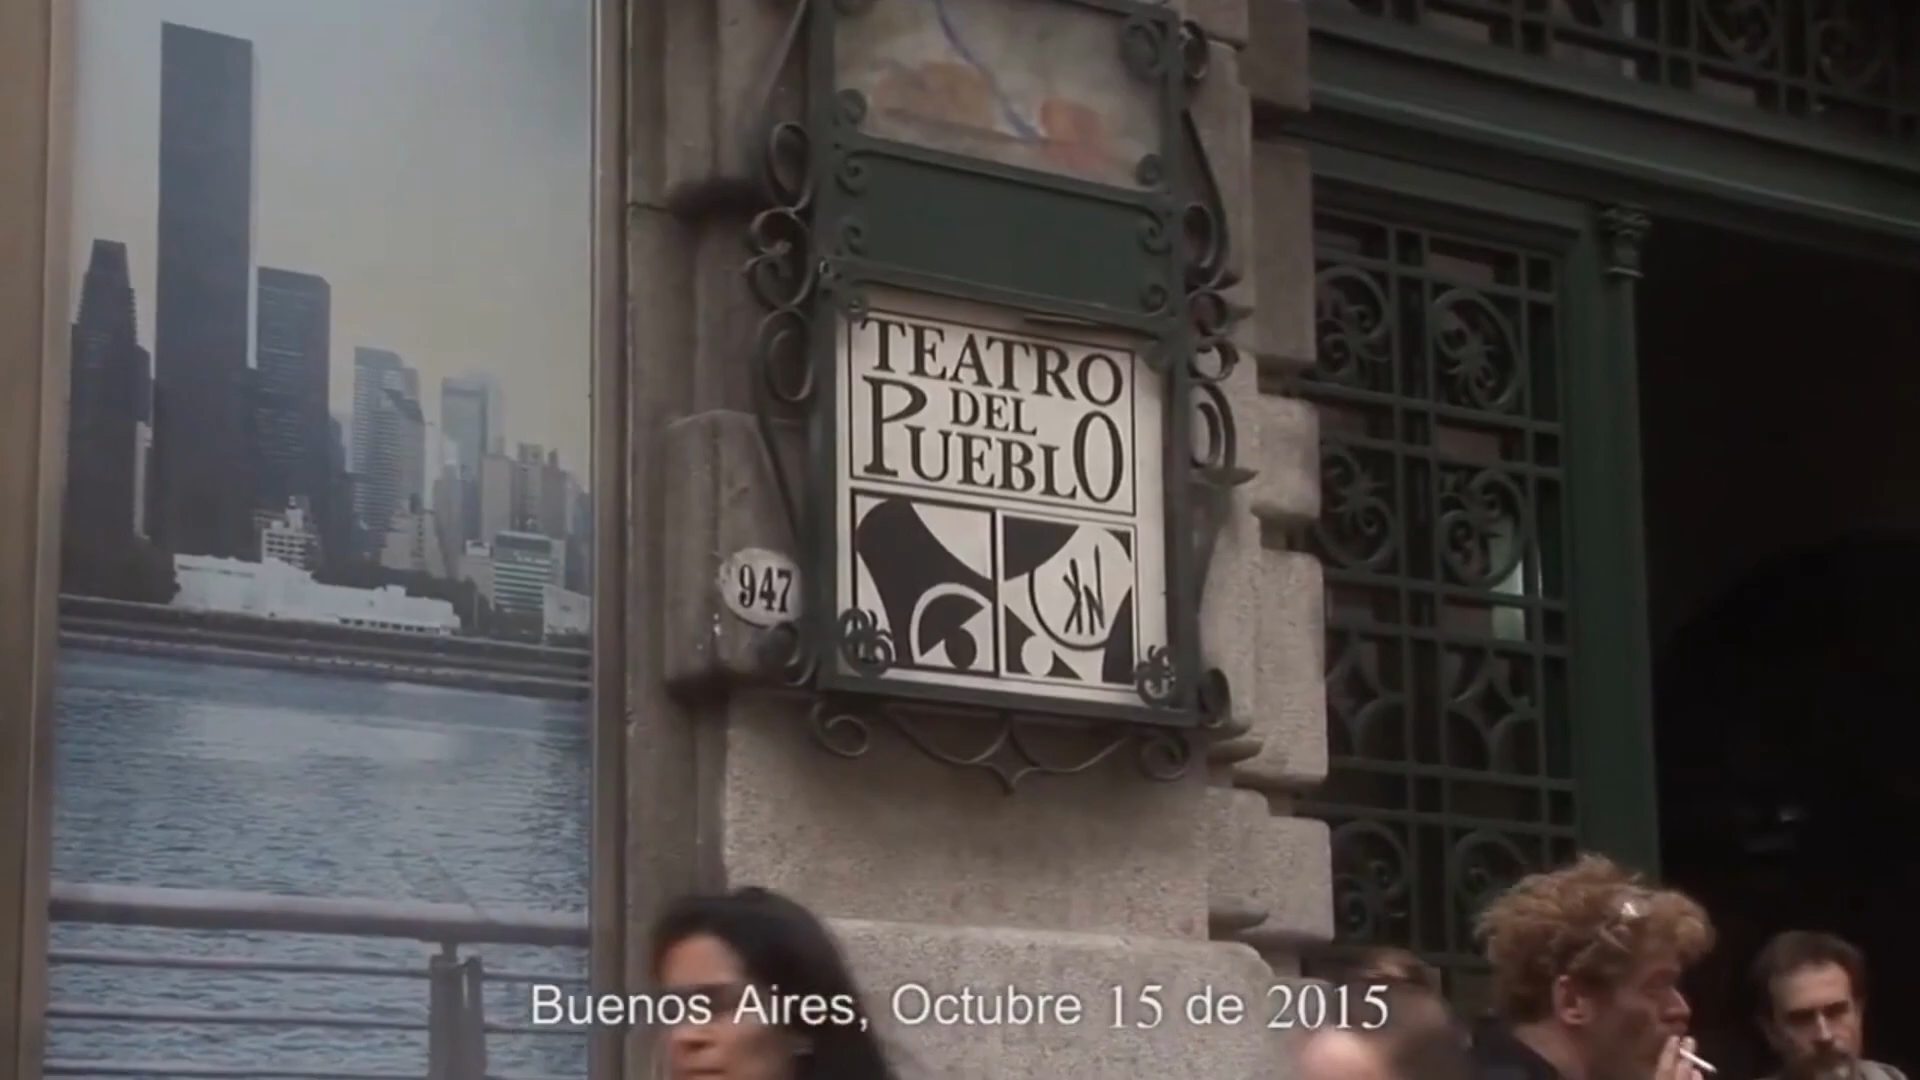 TEATRO
DEL
PUEBLO
947
Buenos Aires, Octubre 15 de 2015